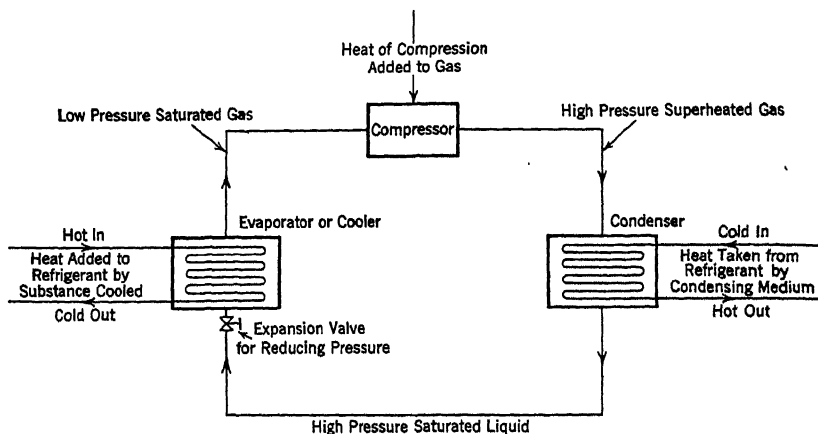 Heat of Compression
Added to Gas
Low Pressure Saturated Gas
Compressor
High Pressure Superheated Gas
Evaporator or Cooler
Condenser
Hot In
Heat Added to
Refrigerant by
Substance Cooled
Cold Out
Cold In
Heat Taken from
Refrigerant by
Condensing Medium
Hot Out
Expansion Valve
for Reducing Pressure
High Pressure Saturated Liquid